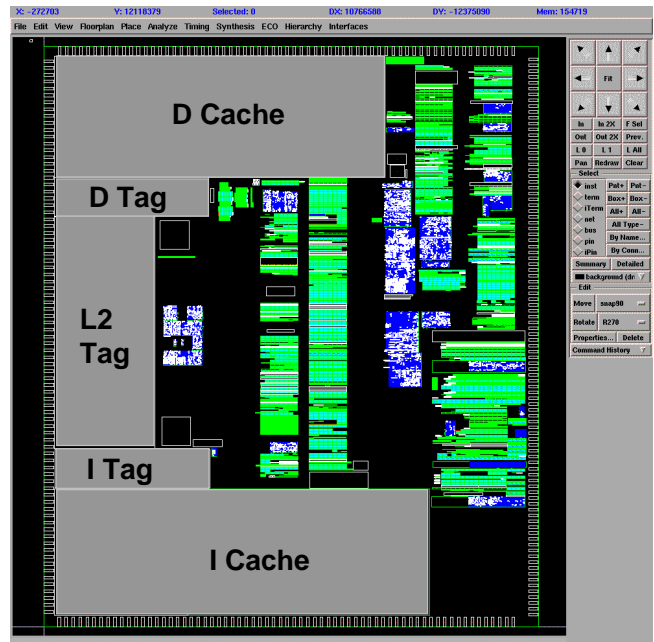 X: -272703 Y: 12118379 Selected: 0 DX: 10766588 DY: -12375090 Mem: 154719
File Edit View Floorplan Place Analyze Timing Synthesis ECO Hierarchy Interfaces
D Cache
D Tag
L2
Tag
I Tag
I Cache
Fit
In In 2X F Sel
Out Out 2X Prev.
L 0 L 1 L All
Pan Redraw Clear
Select
inst Pat+ Pat-
term Box+ Box-
iTerm All+ All-
net All Type-
bus
pin By Name...
iPin By Conn...
Summary Detailed
background (dr
Edit
Move snap90
Rotate R270
Properties... Delete
Command History